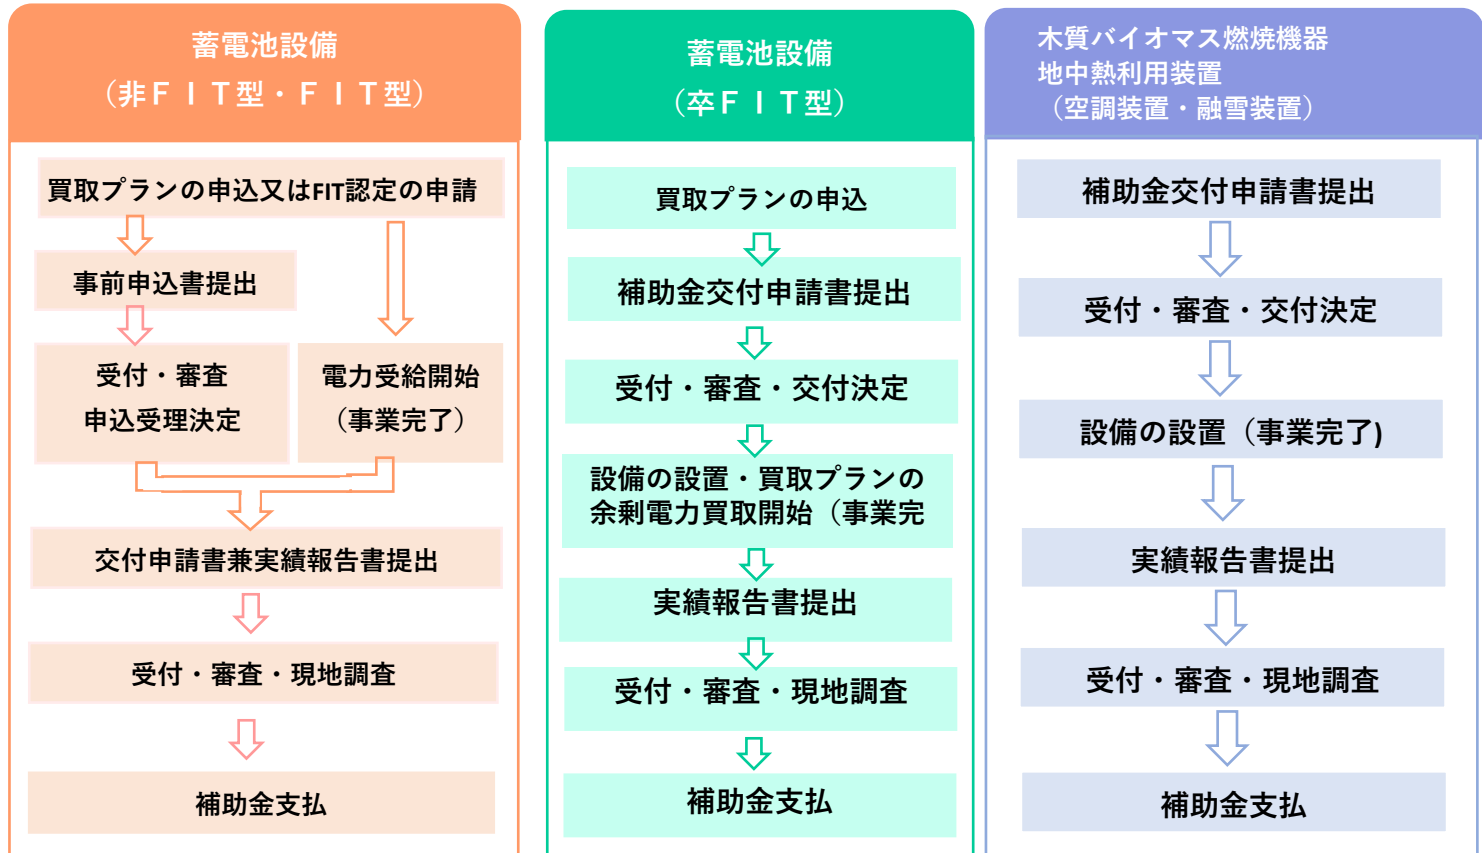 蓄電池設備
（非ＦＩＴ型・ＦＩＴ型）
買取プランの申込又はFIT認定の申請
事前申込書提出
受付・審査
申込受理決定
電力受給開始
（事業完了）
交付申請書兼実績報告書提出
受付・審査・現地調査
補助金支払
蓄電池設備
（卒ＦＩＴ型）
買取プランの申込
補助金交付申請書提出
受付・審査・交付決定
設備の設置・買取プランの
余剰電力買取開始（事業完
実績報告書提出
受付・審査・現地調査
補助金支払
木質バイオマス燃焼機器
地中熱利用装置
（空調装置・融雪装置）
補助金交付申請書提出
受付・審査・交付決定
設備の設置（事業完了)
実績報告書提出
受付・審査・現地調査
補助金支払